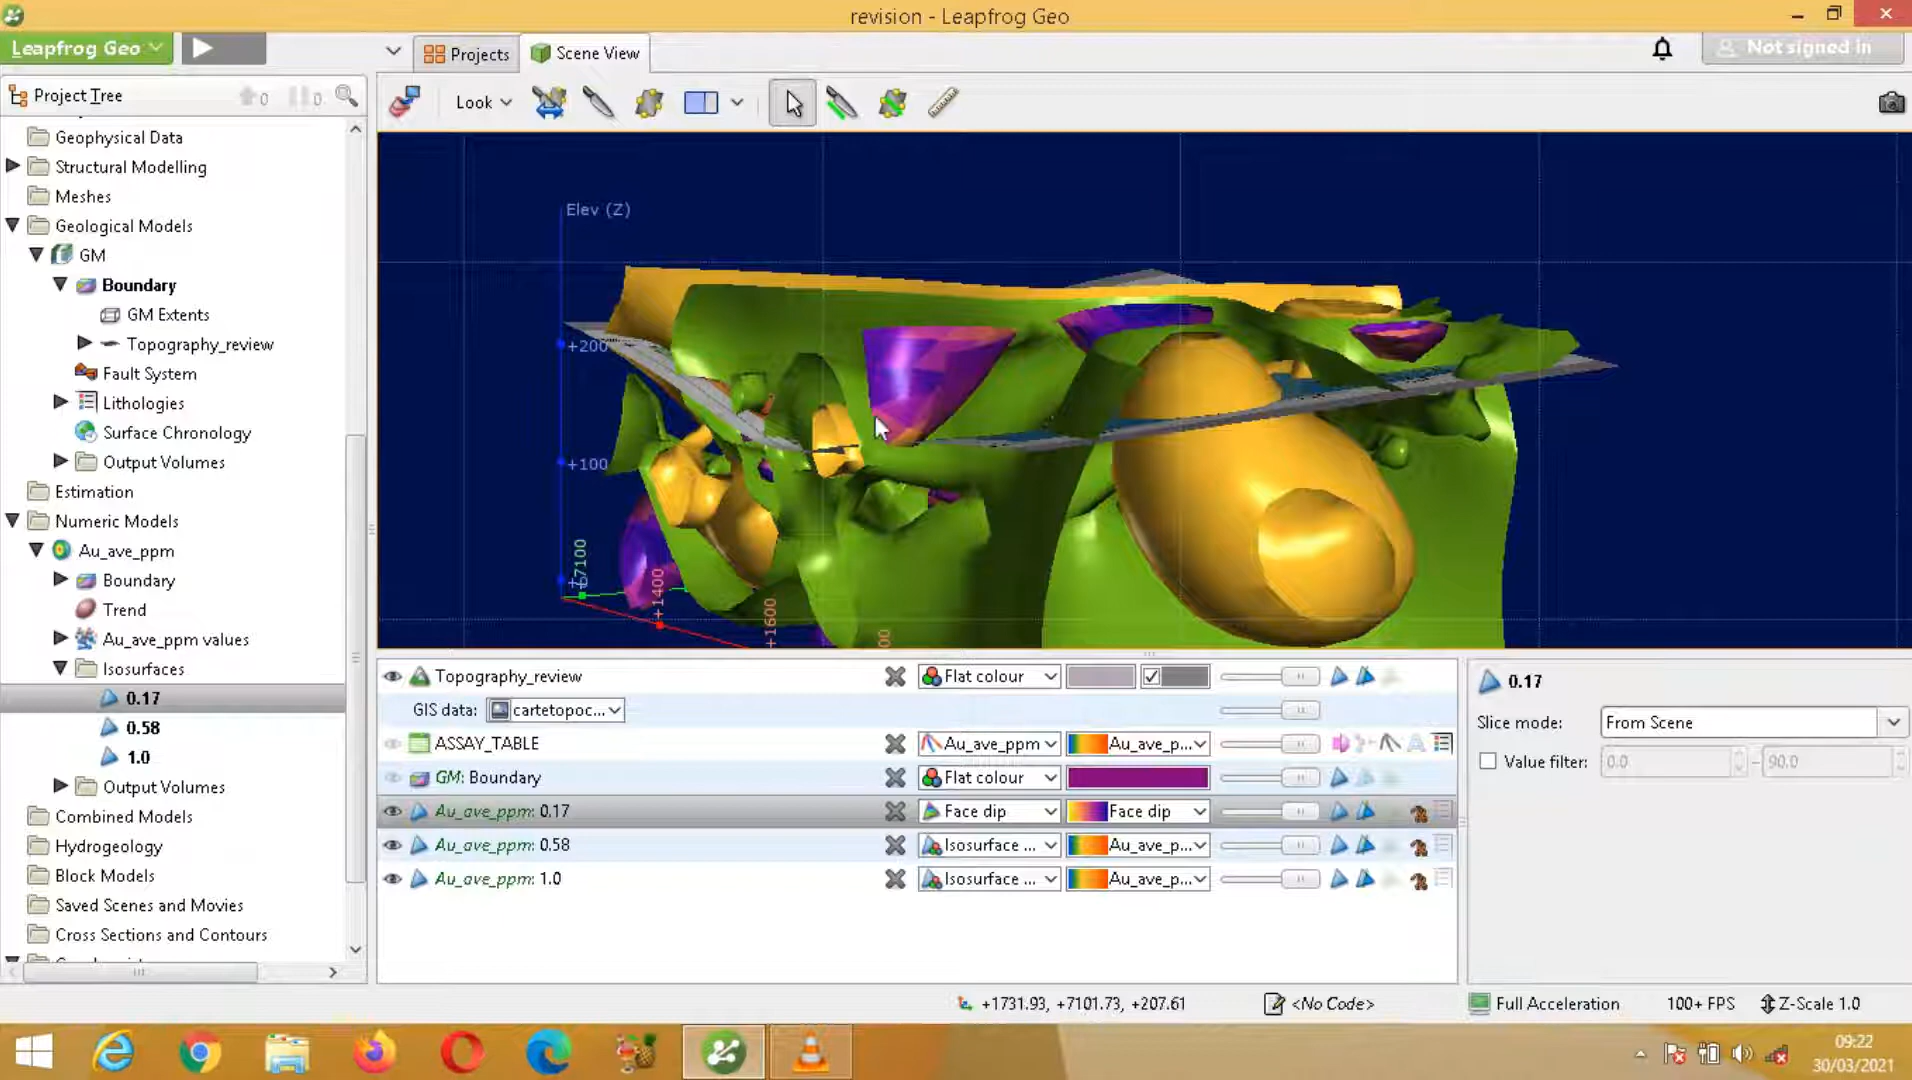 revision - Leapfrog Geo
Leapfrog Geo
Projects
Scene View
Not signed in
Project Tree
0
0
Look
Geophysical Data
Structural Modelling
Meshes
Geological Models
GM
Boundary
GM Extents
Topography_review
Fault System
Lithologies
Surface Chronology
Output Volumes
Estimation
Numeric Models
Au_ave_ppm
Boundary
Trend
Au_ave_ppm values
Isosurfaces
0.17
0.58
1.0
Output Volumes
Combined Models
Hydrogeology
Block Models
Saved Scenes and Movies
Cross Sections and Contours
Elev (Z)
+200
+100
+7100
+1400
+1600
Topography_review
Flat colour
GIS data:
cartetopoc...
ASSAY_TABLE
Au_ave_ppm
Au_ave_p...
GM: Boundary
Flat colour
Au_ave_ppm: 0.17
Face dip
Face dip
Au_ave_ppm: 0.58
Isosurface ...
Au_ave_p...
Au_ave_ppm: 1.0
Isosurface ...
Au_ave_p...
0.17
Slice mode:
From Scene
Value filter:
0.0
–
90.0
+1731.93, +7101.73, +207.61
<No Code>
Full Acceleration
100+ FPS
Z-Scale 1.0
09:22
30/03/2021